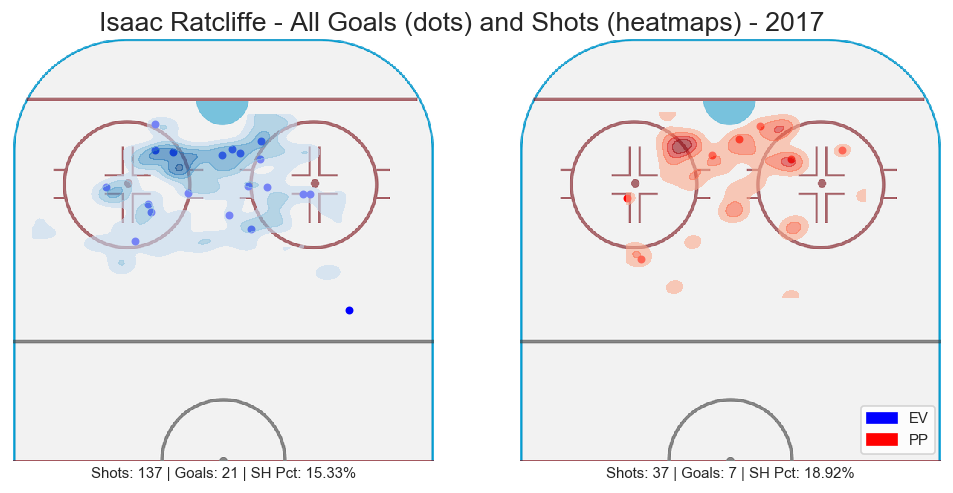 Isaac Ratcliffe - All Goals (dots) and Shots (heatmaps) - 2017
EV
PP
Shots: 137 | Goals: 21 | SH Pct: 15.33%
Shots: 37 | Goals: 7 | SH Pct: 18.92%